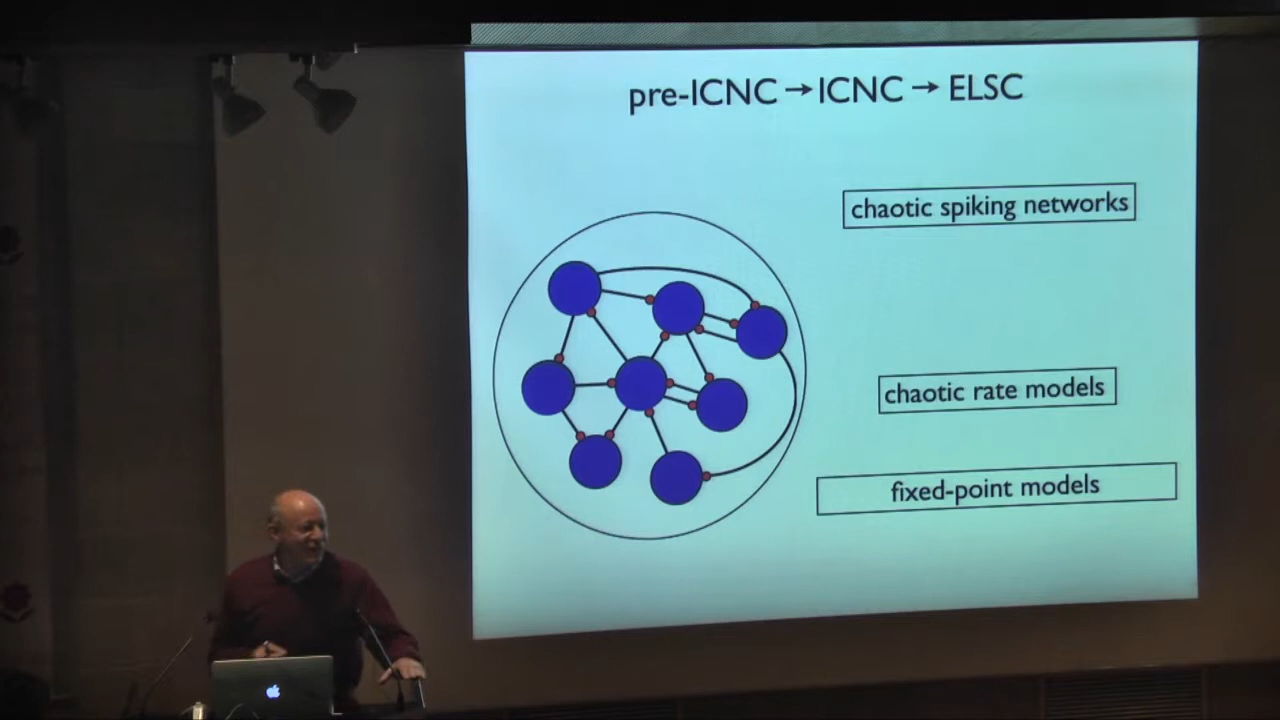 pre-ICNC → ICNC → ELSC
chaotic spiking networks
chaotic rate models
fixed-point models